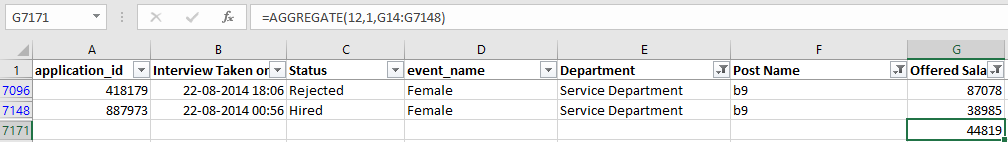 G7171 =AGGREGATE(12,1,G14:G7148)
A B C D E F G
1 application_id Interview Taken on Status event_name Department Post Name Offered Sala
7096 418179 22-08-2014 18:06 Rejected Female Service Department b9 87078
7148 887973 22-08-2014 00:56 Hired Female Service Department b9 38985
7171 44819